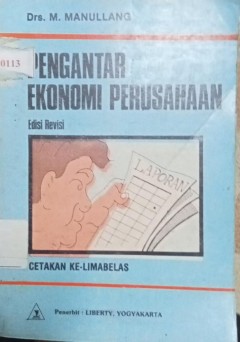 Drs. M. MANULLANG
0113
PENGANTAR
EKONOMI PERUSAHAAN
Edisi Revisi
LAPORAN
CETAKAN KE-LIMABELAS
Penerbit : LIBERTY, YOGYAKARTA